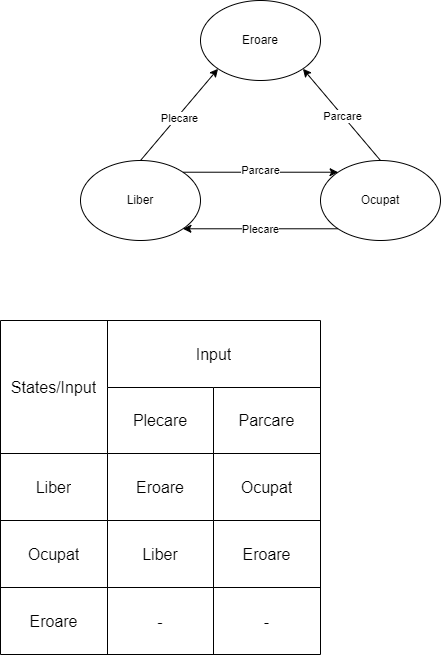 Eroare
Plecare
Parcare
Parcare
Liber
Ocupat
Plecare
States/Input
Input
Plecare
Parcare
Liber
Eroare
Ocupat
Ocupat
Liber
Eroare
Eroare
-
-